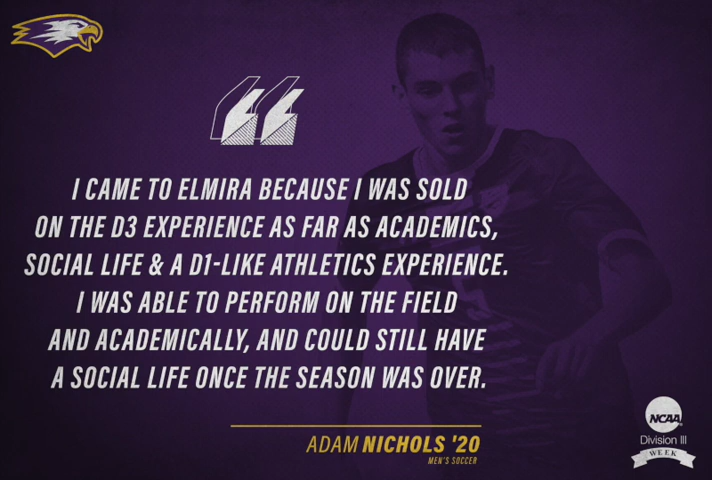 I CAME TO ELMIRA BECAUSE I WAS SOLD
ON THE D3 EXPERIENCE AS FAR AS ACADEMICS,
SOCIAL LIFE & A D1-LIKE ATHLETICS EXPERIENCE.
I WAS ABLE TO PERFORM ON THE FIELD
AND ACADEMICALLY, AND COULD STILL HAVE
A SOCIAL LIFE ONCE THE SEASON WAS OVER.
ADAM NICHOLS '20
MEN'S SOCCER
NCAA
Division III
WEEK